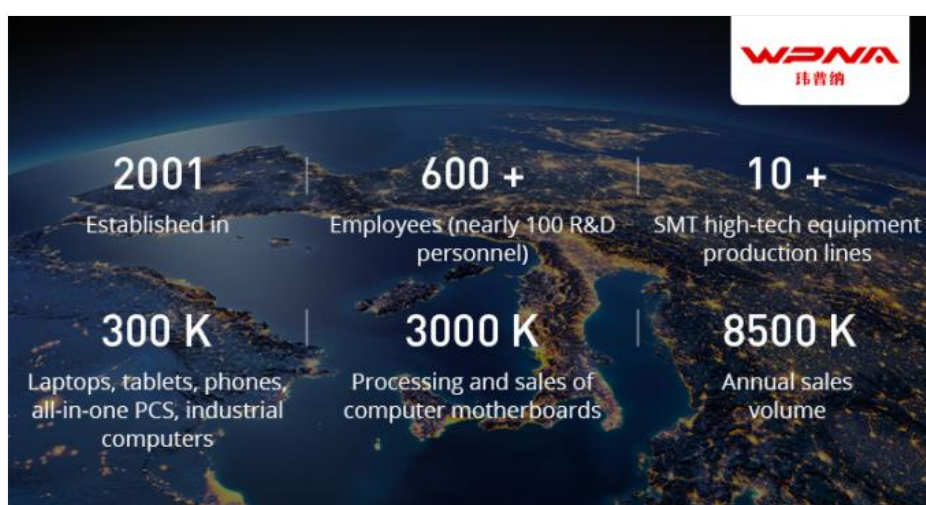 WPNA
玮普纳
2001
Established in
600 +
Employees (nearly 100 R&D
personnel)
10 +
SMT high-tech equipment
production lines
300 K
Laptops, tablets, phones,
all-in-one PCS, industrial
computers
3000 K
Processing and sales of
computer motherboards
8500 K
Annual sales
volume